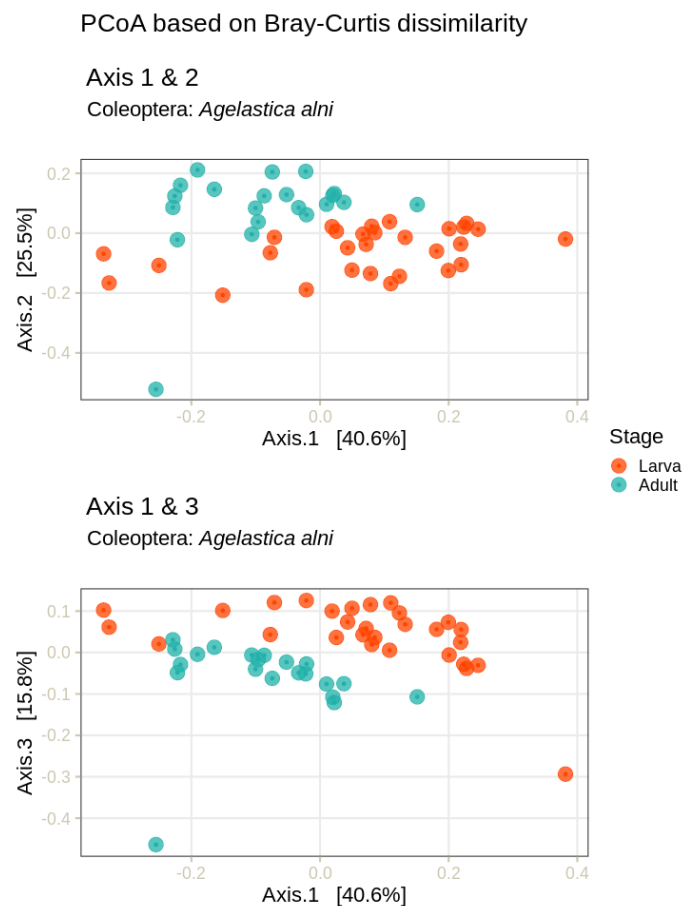 PCoA based on Bray-Curtis dissimilarity
Axis 1 & 2
Coleoptera: Agelastica alni
0.2
0.0
-0.2
-0.4
Axis.2 [25.5%]
-0.2 0.0 0.2 0.4
Axis.1 [40.6%]
Stage
Larva
Adult
Axis 1 & 3
Coleoptera: Agelastica alni
0.1
0.0
-0.1
-0.2
-0.3
-0.4
Axis.3 [15.8%]
-0.2 0.0 0.2 0.4
Axis.1 [40.6%]